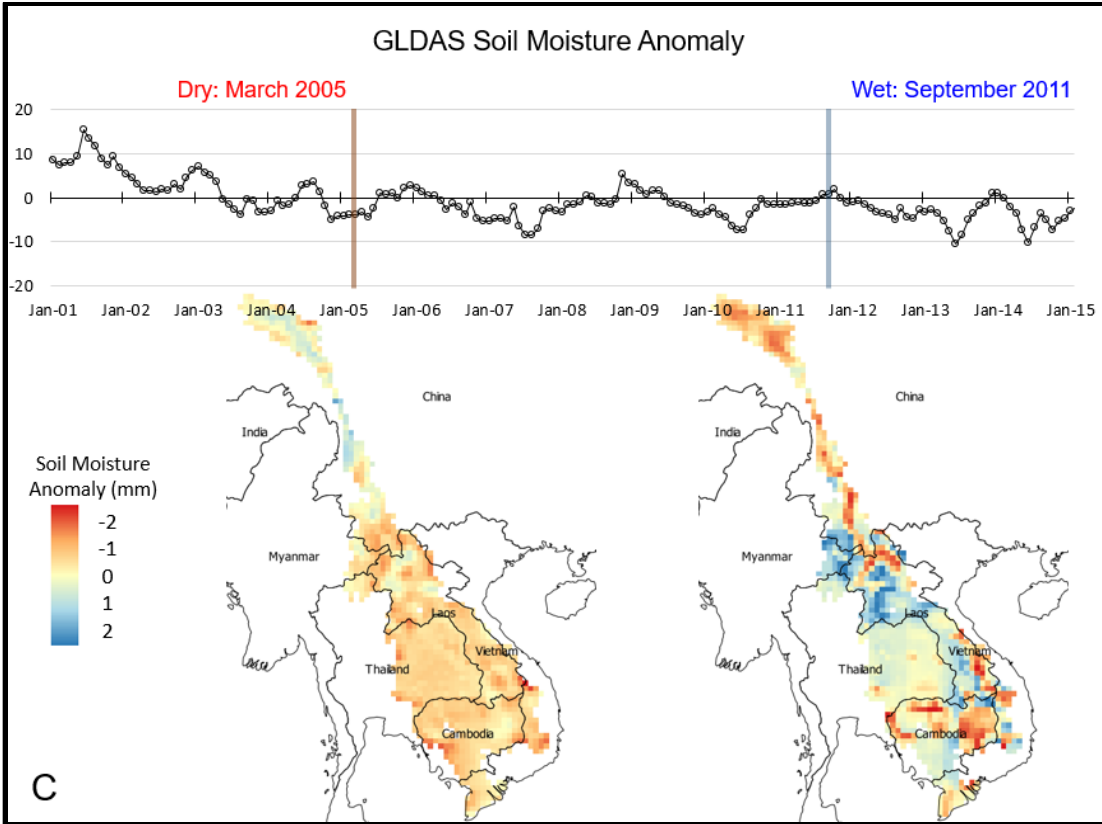 GLDAS Soil Moisture Anomaly
Dry: March 2005
Wet: September 2011
20
10
0
-10
-20
Jan-01 Jan-02 Jan-03 Jan-04 Jan-05 Jan-06 Jan-07 Jan-08 Jan-09 Jan-10 Jan-11 Jan-12 Jan-13 Jan-14 Jan-15
China
India
Myanmar
Laos
Thailand
Vietnam
Cambodia
China
India
Myanmar
Laos
Thailand
Vietnam
Cambodia
Soil Moisture
Anomaly (mm)
-2
-1
0
1
2
C